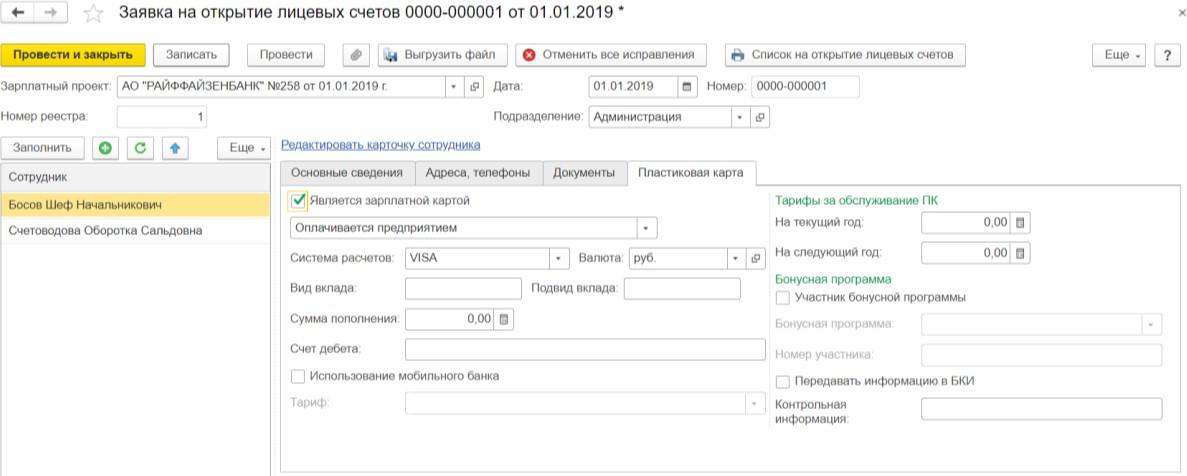 Заявка на открытие лицевых счетов 0000-000001 от 01.01.2019 *
Провести и закрыть Записать Провести Выгрузить файл Отменить все исправления Список на открытие лицевых счетов Еще ?
Зарплатный проект: АО "РАЙФФАЙЗЕНБАНК" №258 от 01.01.2019 г. Дата: 01.01.2019 Номер: 0000-000001
Номер реестра: 1 Подразделение: Администрация
Заполнить Еще Редактировать карточку сотрудника
Сотрудник Основные сведения Адреса, телефоны Документы Пластиковая карта
Босов Шеф Начальникович Является зарплатной картой Тарифы за обслуживание ПК
Счетоводова Оборотка Сальдовна Оплачивается предприятием На текущий год: 0,00
Система расчетов: VISA Валюта: руб. На следующий год: 0,00
Вид вклада: Подвид вклада: Бонусная программа
Участник бонусной программы
Сумма пополнения: 0,00 Бонусная программа:
Счет дебета: Номер участника:
Использование мобильного банка Передавать информацию в БКИ
Тариф: Контрольная
информация: